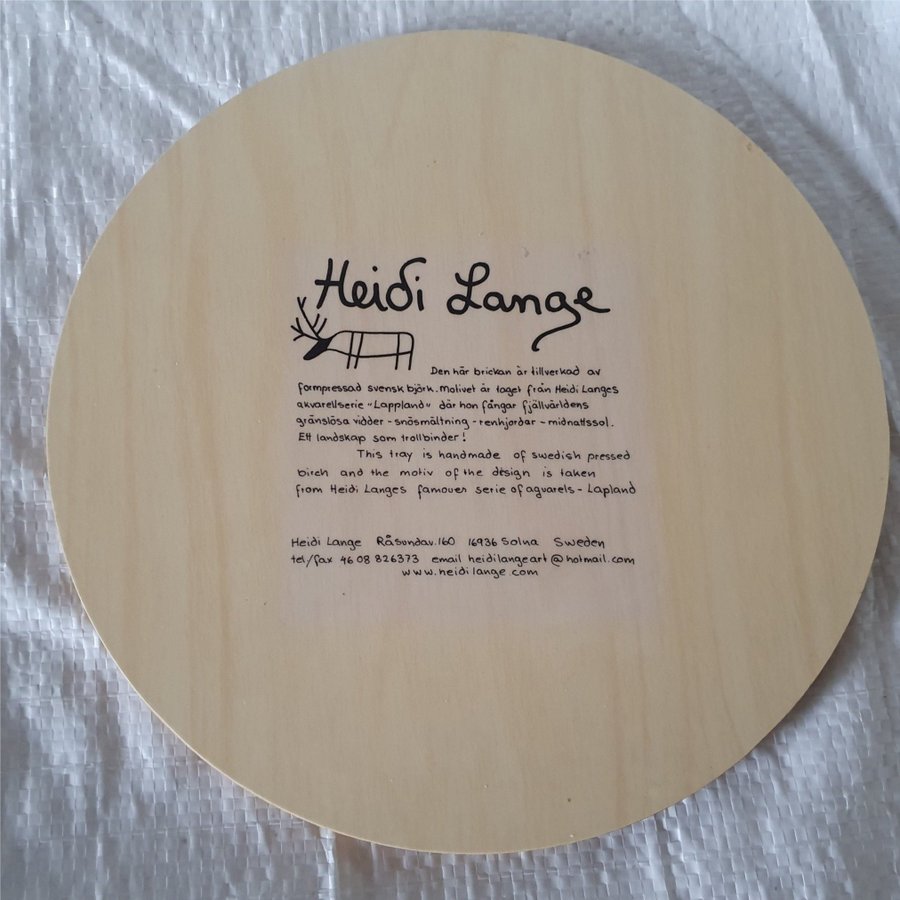 Heidi Lange
Den här brickan är tillverkad av
formpressad svensk björk. Motivet är taget från Heidi Langes
akvarellserie "Lappland" där hon fångar fjällvärldens
gränslösa vidder - snösmältning - renhjordar - midnattssol.
Ett landskap som trollbinder!
This tray is handmade of swedish pressed
birch and the motiv of the design is taken
from Heidi Langes famouer serie of aquarels - Lapland
Heidi Lange Råsundav.160 16936 Solna Sweden
tel/fax 46 08 826373 email heidilangeart@hotmail.com
www.heidilange.com